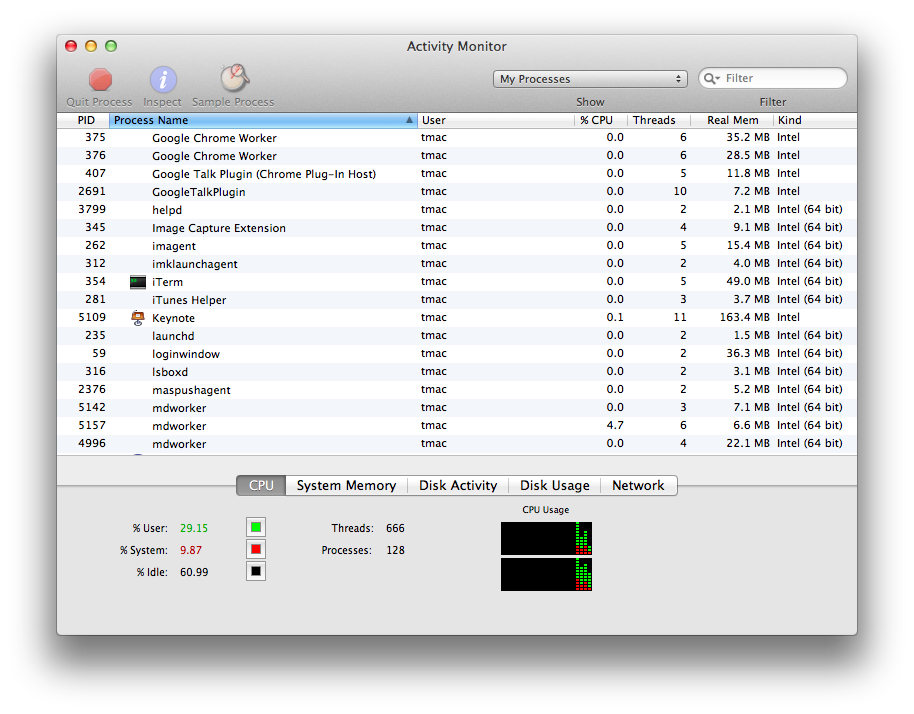 Activity Monitor
Quit Process Inspect Sample Process My Processes Filter
Show Filter
PID Process Name User % CPU Threads Real Mem Kind
375 Google Chrome Worker tmac 0.0 6 35.2 MB Intel
376 Google Chrome Worker tmac 0.0 6 28.5 MB Intel
407 Google Talk Plugin (Chrome Plug-In Host) tmac 0.0 5 11.8 MB Intel
2691 GoogleTalkPlugin tmac 0.0 10 7.2 MB Intel
3799 helpd tmac 0.0 2 2.1 MB Intel (64 bit)
345 Image Capture Extension tmac 0.0 4 9.1 MB Intel (64 bit)
262 imagent tmac 0.0 5 15.4 MB Intel (64 bit)
312 imklaunchagent tmac 0.0 2 4.0 MB Intel (64 bit)
354 iTerm tmac 0.0 5 49.0 MB Intel (64 bit)
281 iTunes Helper tmac 0.0 3 3.7 MB Intel (64 bit)
5109 Keynote tmac 0.1 11 163.4 MB Intel
235 launchd tmac 0.0 2 1.5 MB Intel (64 bit)
59 loginwindow tmac 0.0 2 36.3 MB Intel (64 bit)
316 lsboxd tmac 0.0 2 3.1 MB Intel (64 bit)
2376 maspushagent tmac 0.0 2 5.2 MB Intel (64 bit)
5142 mdworker tmac 0.0 3 7.1 MB Intel (64 bit)
5157 mdworker tmac 4.7 6 6.6 MB Intel (64 bit)
4996 mdworker tmac 0.0 4 22.1 MB Intel (64 bit)
CPU System Memory Disk Activity Disk Usage Network
CPU Usage
% User: 29.15 Threads: 666
% System: 9.87 Processes: 128
% Idle: 60.99